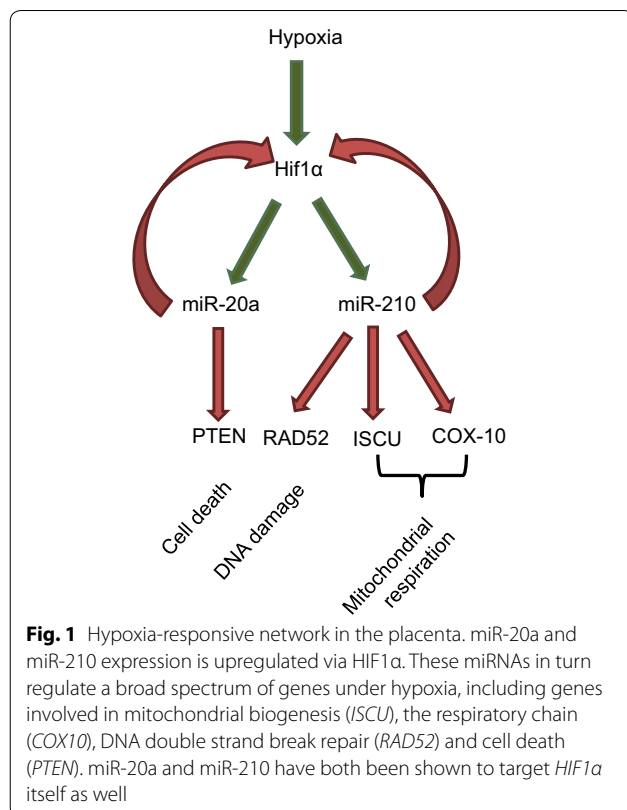 Hypoxia
Hif1α
miR-20a miR-210
PTEN RAD52 ISCU COX-10
Cell death
DNA damage
Mitochondrial
respiration
Fig. 1 Hypoxia-responsive network in the placenta. miR-20a and
miR-210 expression is upregulated via HIF1α. These miRNAs in turn
regulate a broad spectrum of genes under hypoxia, including genes
involved in mitochondrial biogenesis (ISCU), the respiratory chain
(COX10), DNA double strand break repair (RAD52) and cell death
(PTEN). miR-20a and miR-210 have both been shown to target HIF1α
itself as well